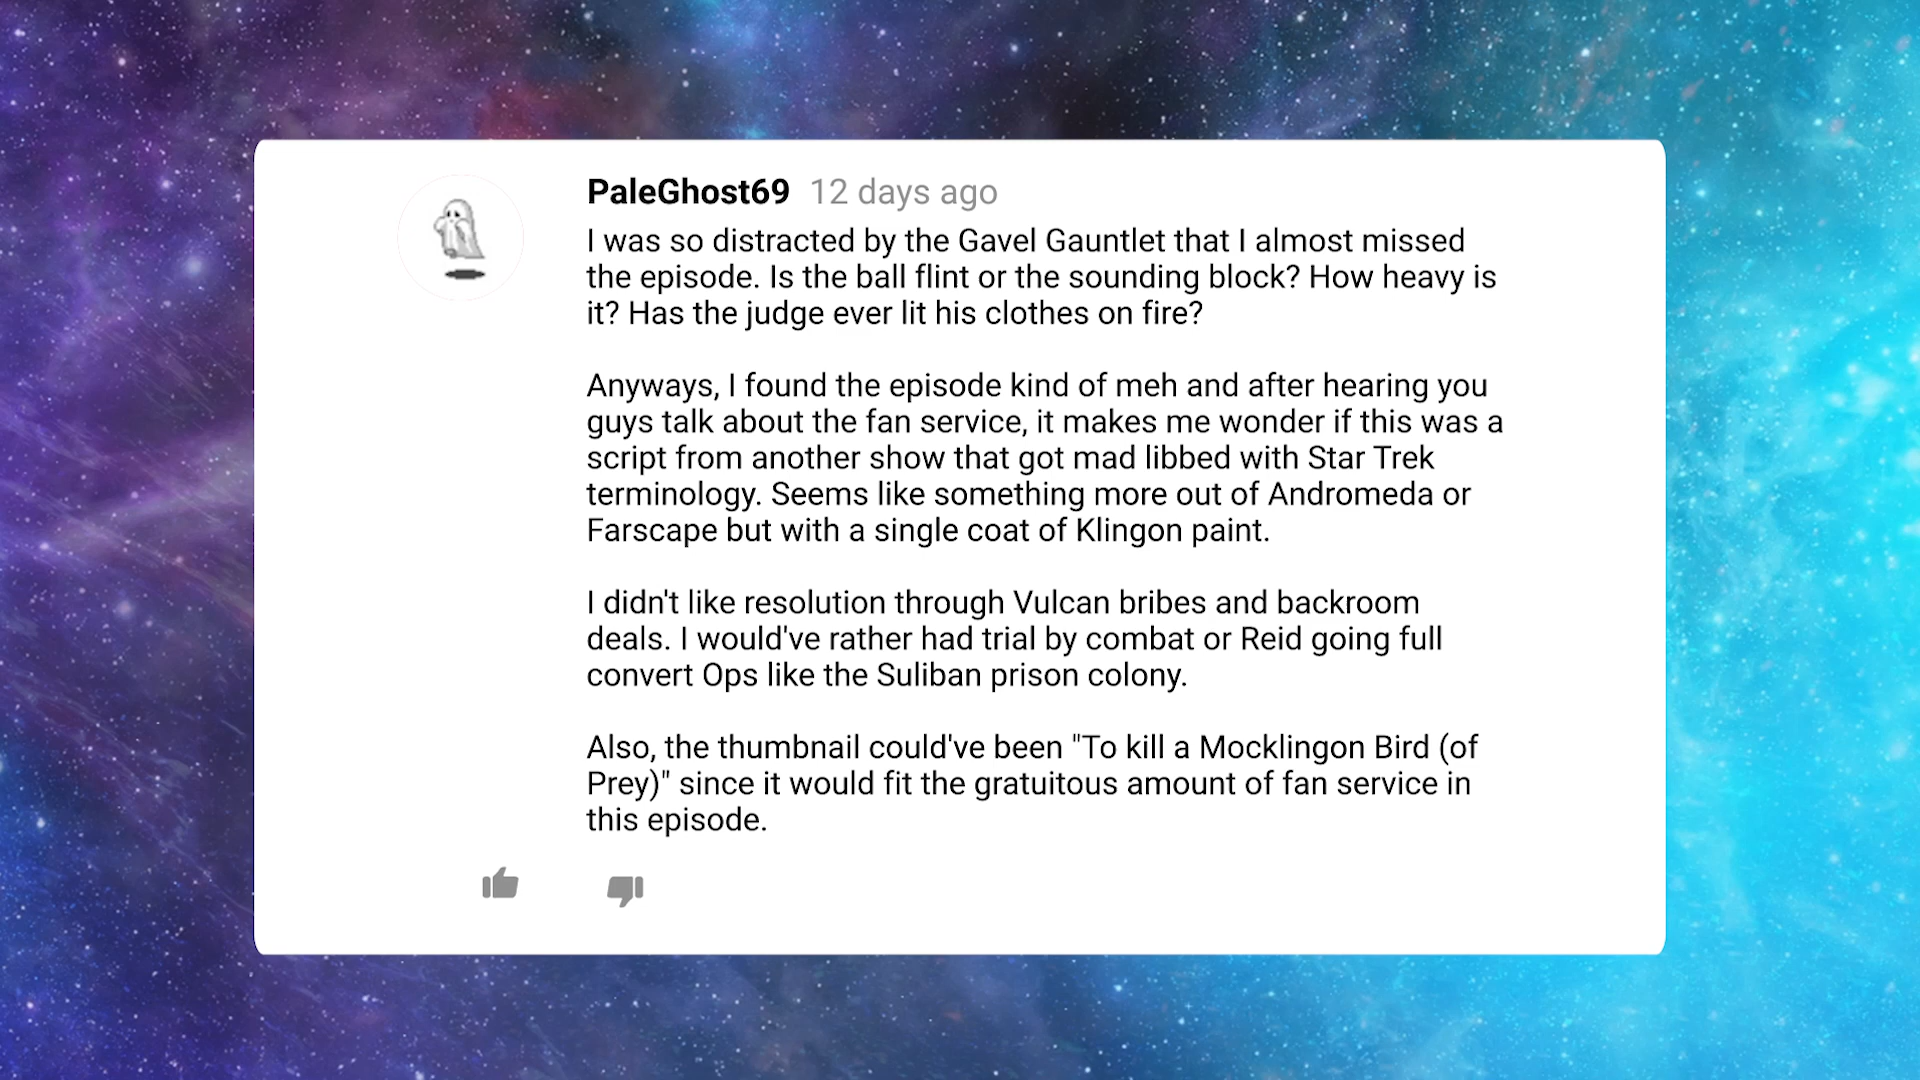 PaleGhost69 12 days ago
I was so distracted by the Gavel Gauntlet that I almost missed
the episode. Is the ball flint or the sounding block? How heavy is
it? Has the judge ever lit his clothes on fire?
Anyways, I found the episode kind of meh and after hearing you
guys talk about the fan service, it makes me wonder if this was a
script from another show that got mad libbed with Star Trek
terminology. Seems like something more out of Andromeda or
Farscape but with a single coat of Klingon paint.
I didn't like resolution through Vulcan bribes and backroom
deals. I would've rather had trial by combat or Reid going full
convert Ops like the Suliban prison colony.
Also, the thumbnail could've been "To kill a Mocklingon Bird (of
Prey)" since it would fit the gratuitous amount of fan service in
this episode.